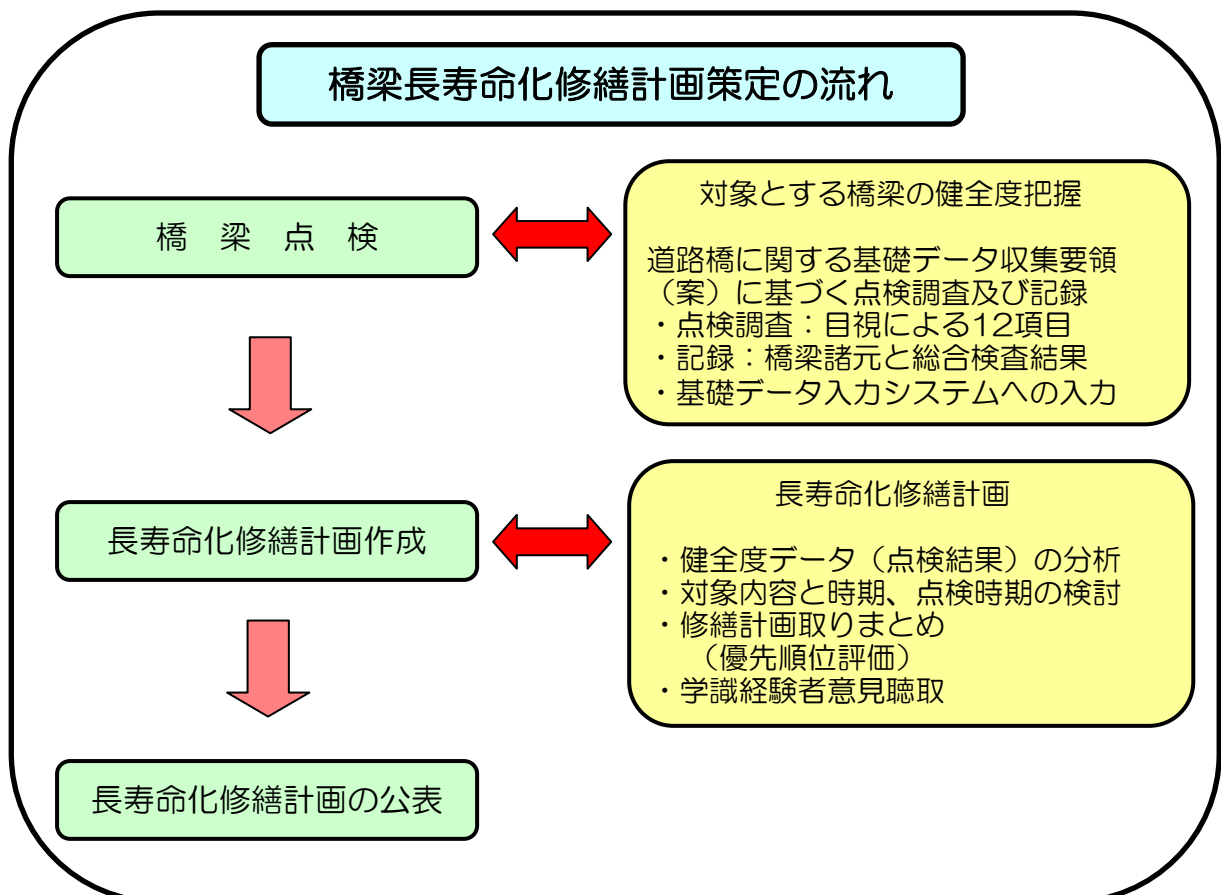 橋梁長寿命化修繕計画策定の流れ
橋　梁　点　検
対象とする橋梁の健全度把握
道路橋に関する基礎データ収集要領
（案）に基づく点検調査及び記録
・点検調査：目視による12項目
・記録：橋梁諸元と総合検査結果
・基礎データ入力システムへの入力
長寿命化修繕計画作成
長寿命化修繕計画
・健全度データ（点検結果）の分析
・対象内容と時期、点検時期の検討
・修繕計画取りまとめ
（優先順位評価）
・学識経験者意見聴取
長寿命化修繕計画の公表